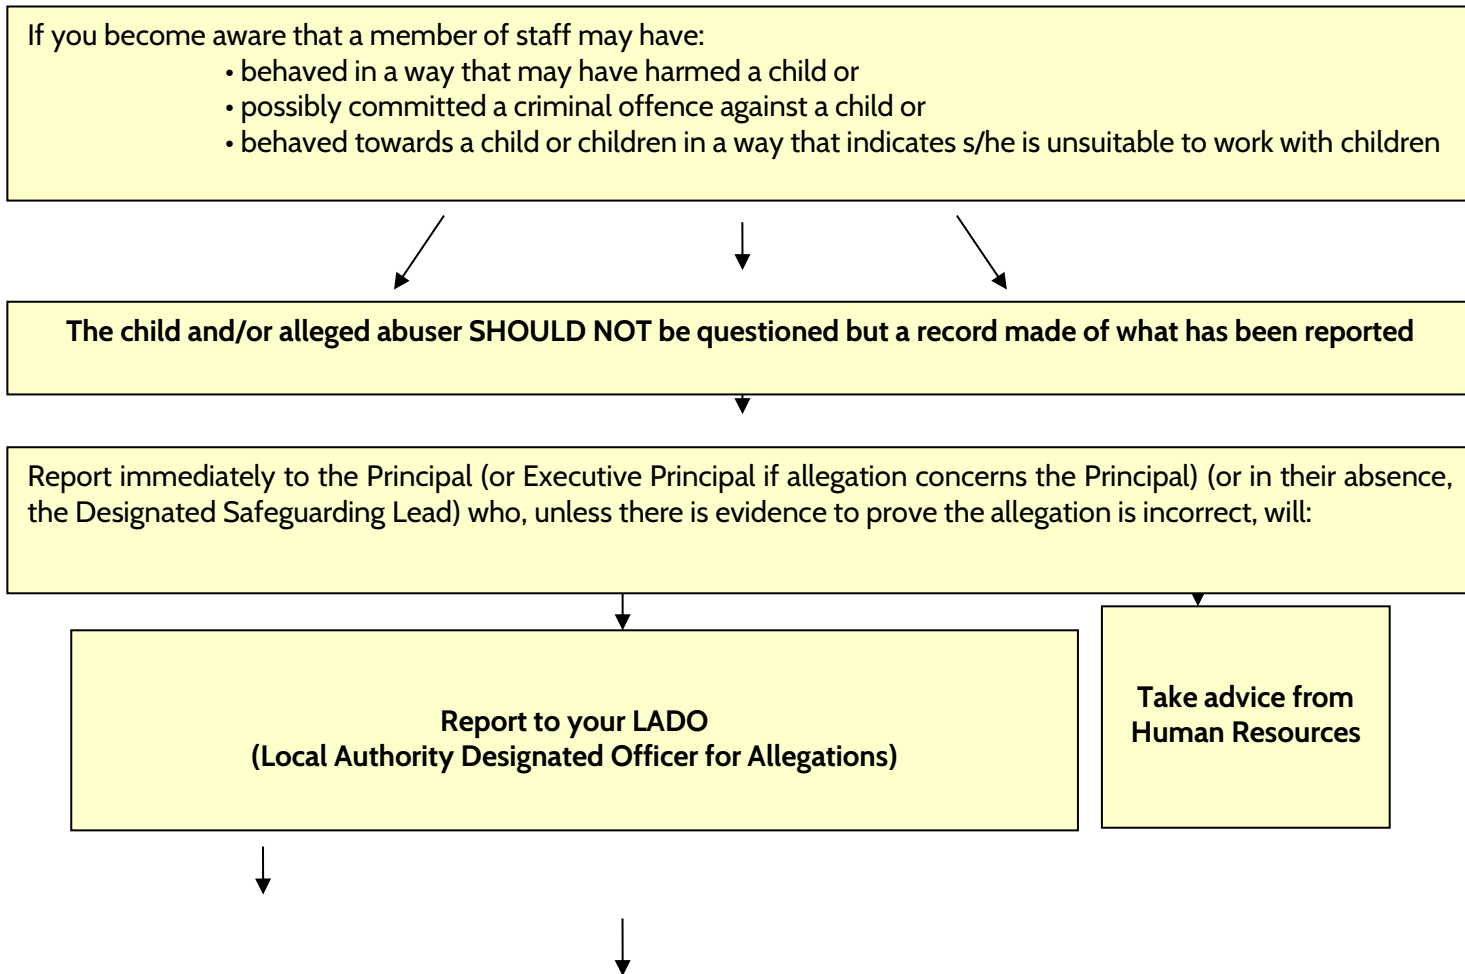 If you become aware that a member of staff may have:
• behaved in a way that may have harmed a child or
• possibly committed a criminal offence against a child or
• behaved towards a child or children in a way that indicates s/he is unsuitable to work with children
The child and/or alleged abuser SHOULD NOT be questioned but a record made of what has been reported
Report immediately to the Principal (or Executive Principal if allegation concerns the Principal) (or in their absence,
the Designated Safeguarding Lead) who, unless there is evidence to prove the allegation is incorrect, will:
Report to your LADO
(Local Authority Designated Officer for Allegations)
Take advice from
Human Resources